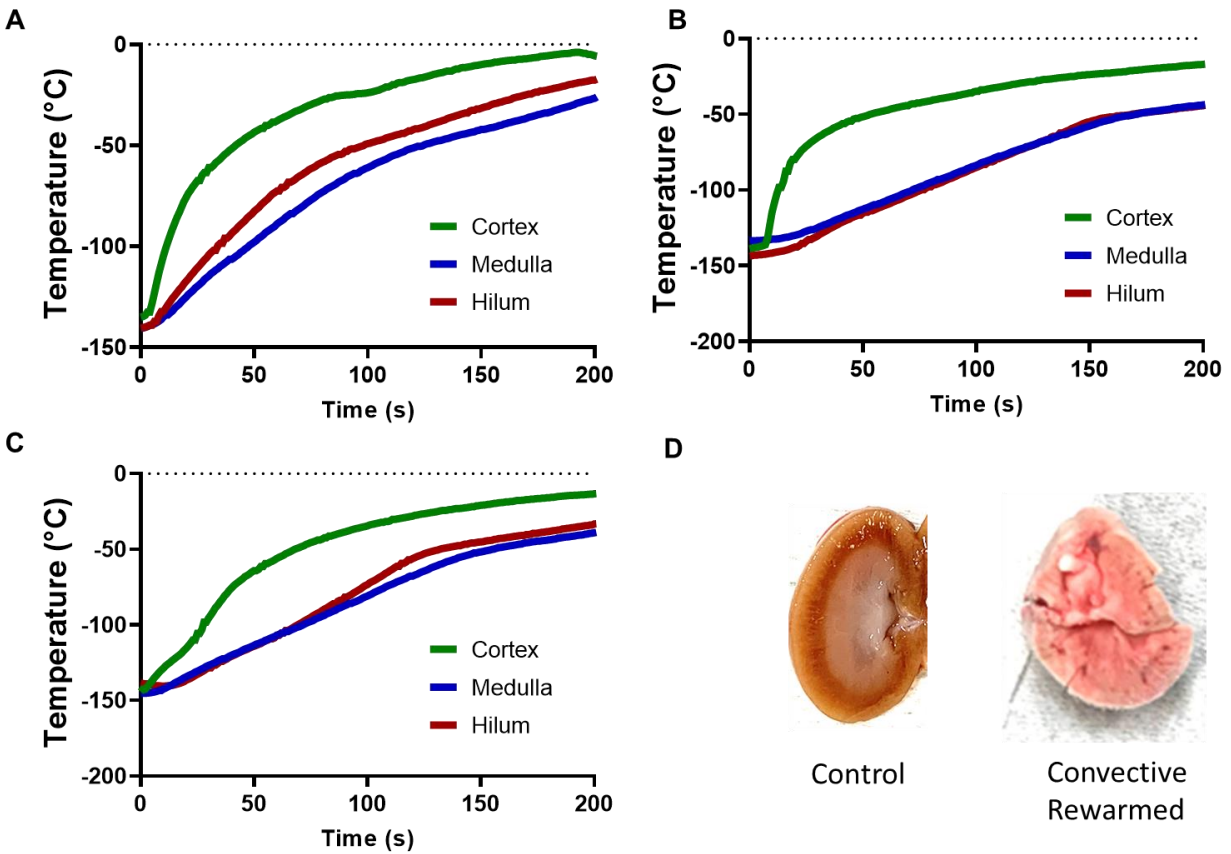 A
Temperature (°C)
0
-50
-100
-150
Cortex
Medulla
Hilum
0 50 100 150 200
Time (s)
B
Temperature (°C)
0
-50
-100
-150
-200
Cortex
Medulla
Hilum
0 50 100 150 200
Time (s)
C
Temperature (°C)
0
-50
-100
-150
-200
Cortex
Medulla
Hilum
0 50 100 150 200
Time (s)
D
Control
Convective
Rewarmed